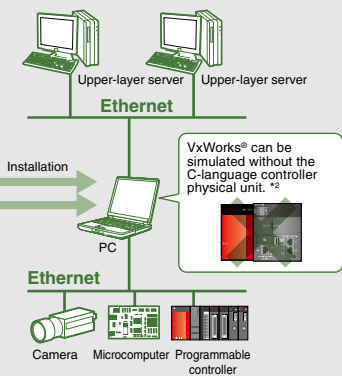 Upper-layer server Upper-layer server
Ethernet
VxWorks® can be
simulated without the
C-language controller
physical unit. *2
Installation
PC
Ethernet
Camera Microcomputer Programmable
controller